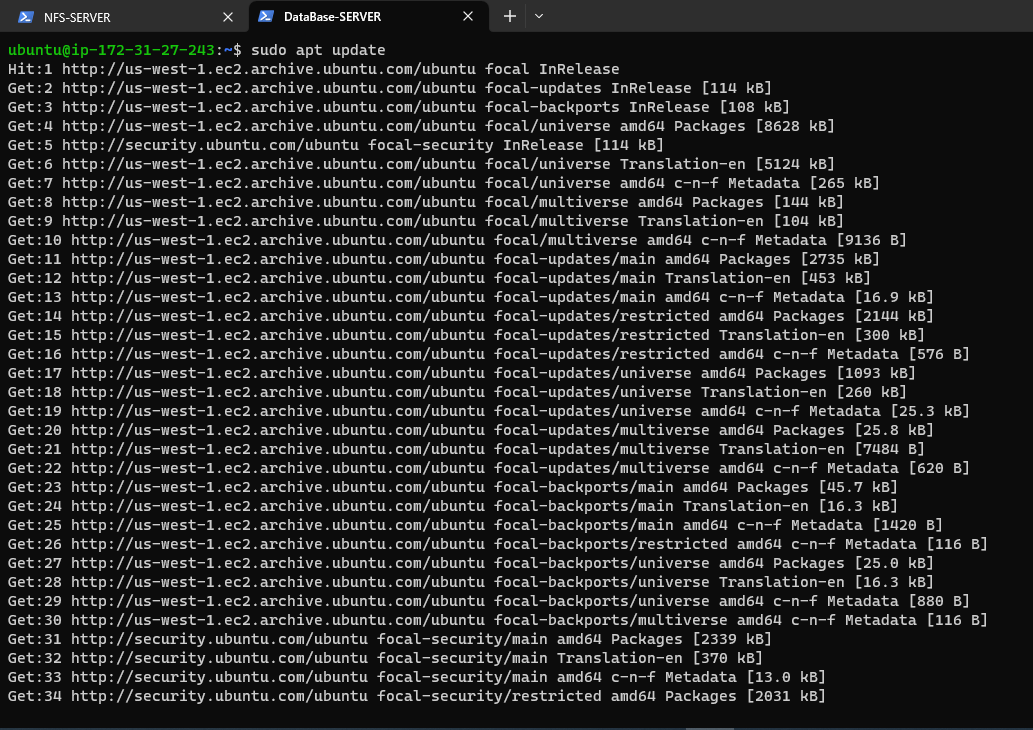 NFS-SERVER
DataBase-SERVER
ubuntu@ip-172-31-27-243:~$ sudo apt update
Hit:1 http://us-west-1.ec2.archive.ubuntu.com/ubuntu focal InRelease
Get:2 http://us-west-1.ec2.archive.ubuntu.com/ubuntu focal-updates InRelease [114 kB]
Get:3 http://us-west-1.ec2.archive.ubuntu.com/ubuntu focal-backports InRelease [108 kB]
Get:4 http://us-west-1.ec2.archive.ubuntu.com/ubuntu focal/universe amd64 Packages [8628 kB]
Get:5 http://security.ubuntu.com/ubuntu focal-security InRelease [114 kB]
Get:6 http://us-west-1.ec2.archive.ubuntu.com/ubuntu focal/universe Translation-en [5124 kB]
Get:7 http://us-west-1.ec2.archive.ubuntu.com/ubuntu focal/universe amd64 c-n-f Metadata [265 kB]
Get:8 http://us-west-1.ec2.archive.ubuntu.com/ubuntu focal/multiverse amd64 Packages [144 kB]
Get:9 http://us-west-1.ec2.archive.ubuntu.com/ubuntu focal/multiverse Translation-en [104 kB]
Get:10 http://us-west-1.ec2.archive.ubuntu.com/ubuntu focal/multiverse amd64 c-n-f Metadata [9136 B]
Get:11 http://us-west-1.ec2.archive.ubuntu.com/ubuntu focal-updates/main amd64 Packages [2735 kB]
Get:12 http://us-west-1.ec2.archive.ubuntu.com/ubuntu focal-updates/main Translation-en [453 kB]
Get:13 http://us-west-1.ec2.archive.ubuntu.com/ubuntu focal-updates/main amd64 c-n-f Metadata [16.9 kB]
Get:14 http://us-west-1.ec2.archive.ubuntu.com/ubuntu focal-updates/restricted amd64 Packages [2144 kB]
Get:15 http://us-west-1.ec2.archive.ubuntu.com/ubuntu focal-updates/restricted Translation-en [300 kB]
Get:16 http://us-west-1.ec2.archive.ubuntu.com/ubuntu focal-updates/restricted amd64 c-n-f Metadata [576 B]
Get:17 http://us-west-1.ec2.archive.ubuntu.com/ubuntu focal-updates/universe amd64 Packages [1093 kB]
Get:18 http://us-west-1.ec2.archive.ubuntu.com/ubuntu focal-updates/universe Translation-en [260 kB]
Get:19 http://us-west-1.ec2.archive.ubuntu.com/ubuntu focal-updates/universe amd64 c-n-f Metadata [25.3 kB]
Get:20 http://us-west-1.ec2.archive.ubuntu.com/ubuntu focal-updates/multiverse amd64 Packages [25.8 kB]
Get:21 http://us-west-1.ec2.archive.ubuntu.com/ubuntu focal-updates/multiverse Translation-en [7484 B]
Get:22 http://us-west-1.ec2.archive.ubuntu.com/ubuntu focal-updates/multiverse amd64 c-n-f Metadata [620 B]
Get:23 http://us-west-1.ec2.archive.ubuntu.com/ubuntu focal-backports/main amd64 Packages [45.7 kB]
Get:24 http://us-west-1.ec2.archive.ubuntu.com/ubuntu focal-backports/main Translation-en [16.3 kB]
Get:25 http://us-west-1.ec2.archive.ubuntu.com/ubuntu focal-backports/main amd64 c-n-f Metadata [1420 B]
Get:26 http://us-west-1.ec2.archive.ubuntu.com/ubuntu focal-backports/restricted amd64 c-n-f Metadata [116 B]
Get:27 http://us-west-1.ec2.archive.ubuntu.com/ubuntu focal-backports/universe amd64 Packages [25.0 kB]
Get:28 http://us-west-1.ec2.archive.ubuntu.com/ubuntu focal-backports/universe Translation-en [16.3 kB]
Get:29 http://us-west-1.ec2.archive.ubuntu.com/ubuntu focal-backports/universe amd64 c-n-f Metadata [880 B]
Get:30 http://us-west-1.ec2.archive.ubuntu.com/ubuntu focal-backports/multiverse amd64 c-n-f Metadata [116 B]
Get:31 http://security.ubuntu.com/ubuntu focal-security/main amd64 Packages [2339 kB]
Get:32 http://security.ubuntu.com/ubuntu focal-security/main Translation-en [370 kB]
Get:33 http://security.ubuntu.com/ubuntu focal-security/main amd64 c-n-f Metadata [13.0 kB]
Get:34 http://security.ubuntu.com/ubuntu focal-security/restricted amd64 Packages [2031 kB]